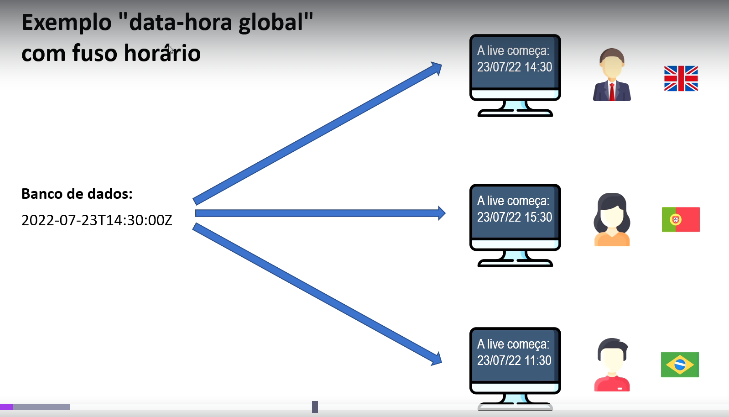 Exemplo "data-hora global"
com fuso horário
A live começa:
23/07/22 14:30
Banco de dados:
2022-07-23T14:30:00Z
A live começa:
23/07/22 15:30
A live começa:
23/07/22 11:30